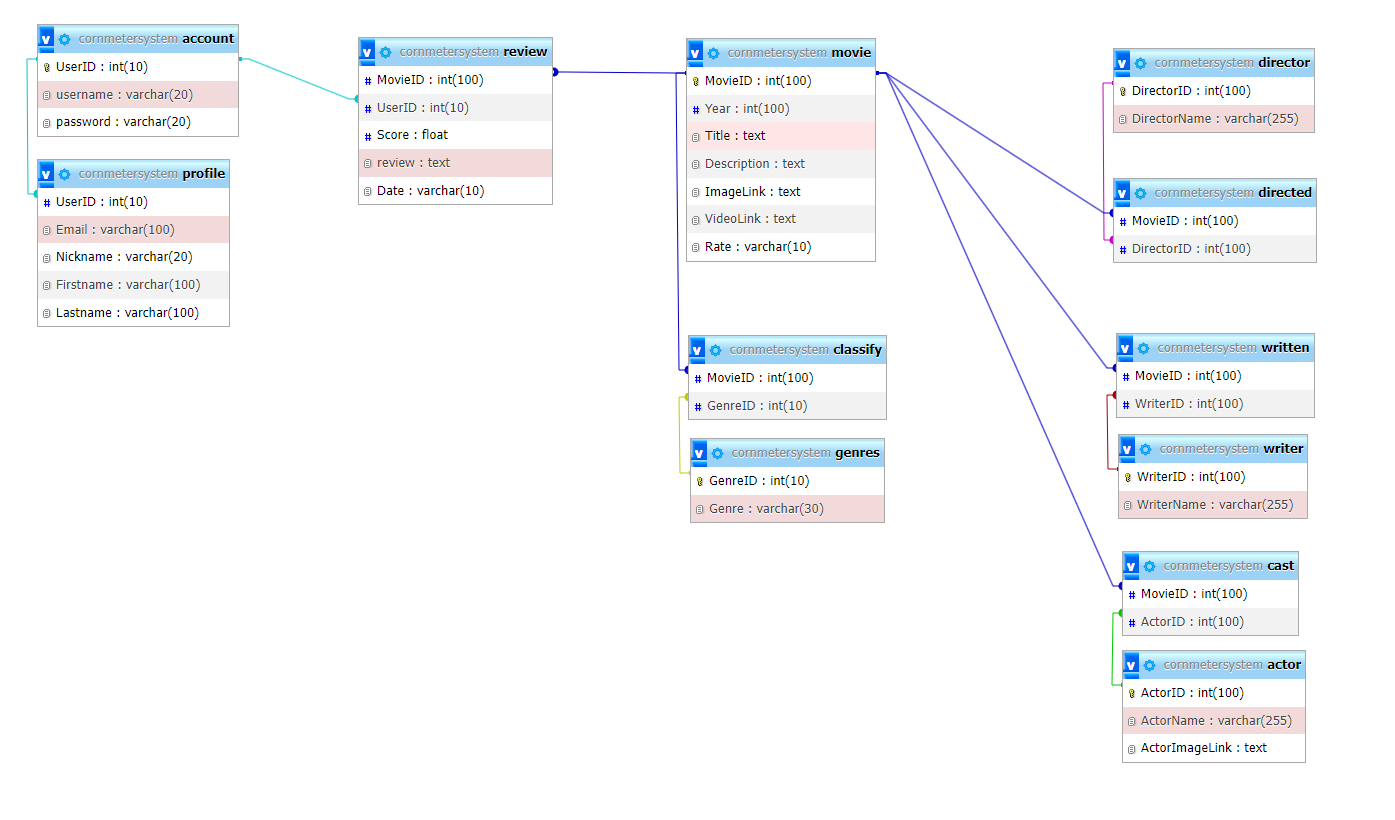 v cornmetersystem account
UserID : int(10)
username : varchar(20)
password : varchar(20)
v cornmetersystem profile
# UserID : int(10)
Email : varchar(100)
Nickname : varchar(20)
Firstname : varchar(100)
Lastname : varchar(100)
v cornmetersystem review
# MovieID : int(100)
# UserID : int(10)
# Score : float
review : text
Date : varchar(10)
v cornmetersystem movie
MovieID : int(100)
# Year : int(100)
Title : text
Description : text
ImageLink : text
VideoLink : text
Rate : varchar(10)
v cornmetersystem classify
# MovieID : int(100)
# GenreID : int(10)
v cornmetersystem genres
GenreID : int(10)
Genre : varchar(30)
v cornmetersystem director
DirectorID : int(100)
DirectorName : varchar(255)
v cornmetersystem directed
# MovieID : int(100)
# DirectorID : int(100)
v cornmetersystem written
# MovieID : int(100)
# WriterID : int(100)
v cornmetersystem writer
WriterID : int(100)
WriterName : varchar(255)
v cornmetersystem cast
# MovieID : int(100)
# ActorID : int(100)
v cornmetersystem actor
ActorID : int(100)
ActorName : varchar(255)
ActorImageLink : text